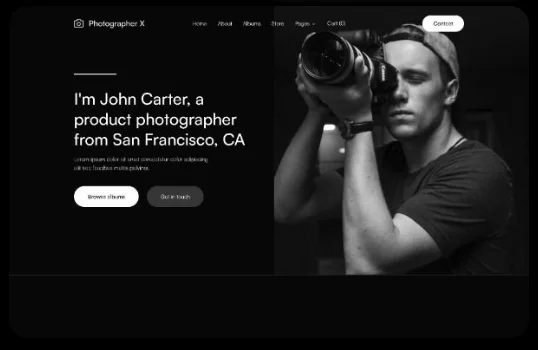 Photographer X
Home About Albums Store Pages Cart (0)
Contact
I'm John Carter, a
product photographer
from San Francisco, CA
Lorem ipsum dolor sit amet consectetur dolor adipiscing
elit nec faucibus mattis pulvinar.
Browse albums
Get in touch